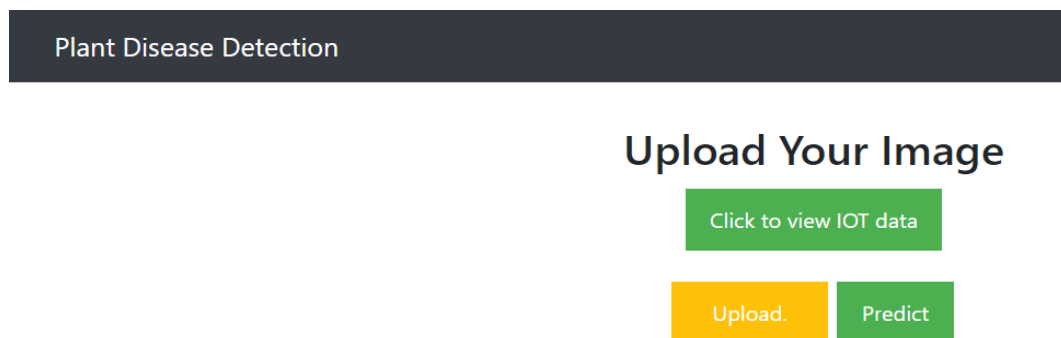 Plant Disease Detection
Upload Your Image
Click to view IOT data
Upload. Predict